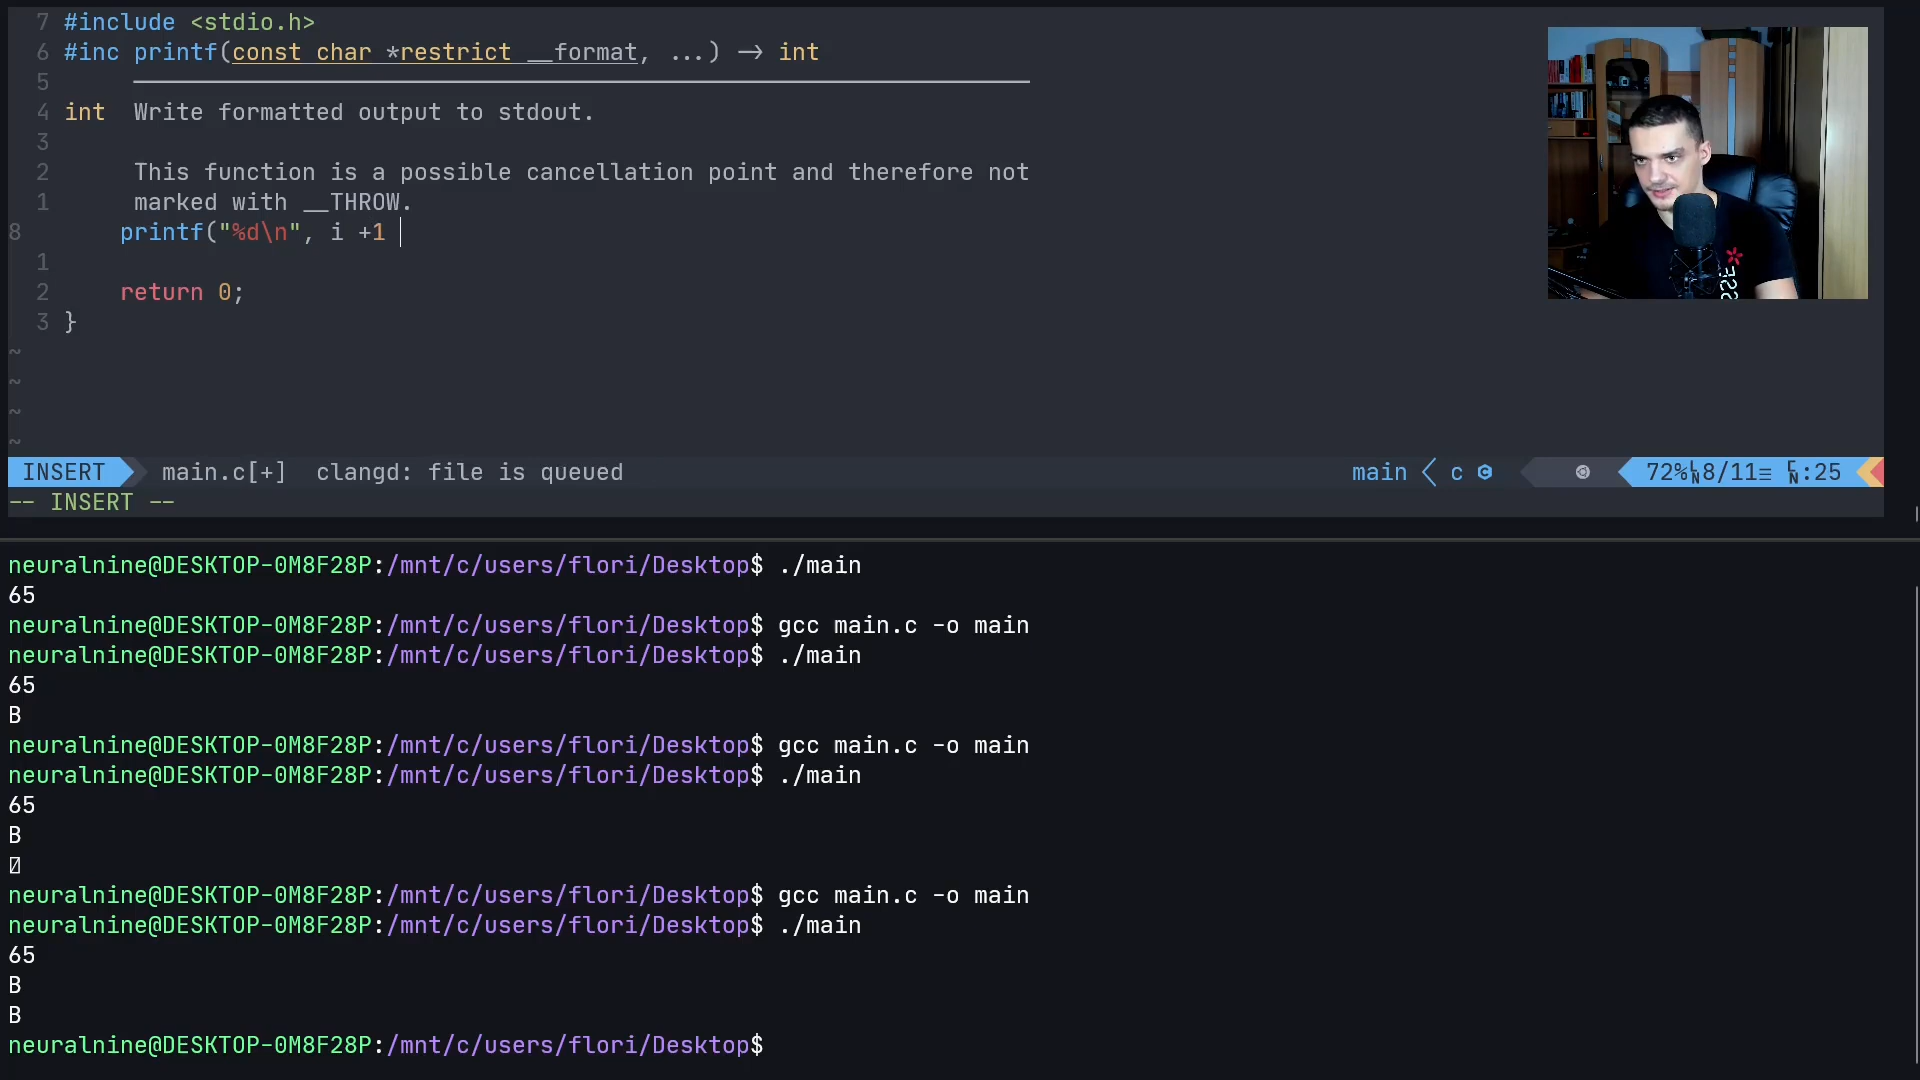 7 #include <stdio.h>
6 #inc printf(const char *restrict __format, ...) -> int
5
4 int Write formatted output to stdout.
3
2 This function is a possible cancellation point and therefore not
1 marked with __THROW.
8 printf("%d\n", i +1
1
2 return 0;
3 }
~
~
~
~
INSERT main.c[+] clangd: file is queued main c 72% LN 8/11≡ CN:25
-- INSERT --
neuralnine@DESKTOP-0M8F28P:/mnt/c/users/flori/Desktop$ ./main
65
neuralnine@DESKTOP-0M8F28P:/mnt/c/users/flori/Desktop$ gcc main.c -o main
neuralnine@DESKTOP-0M8F28P:/mnt/c/users/flori/Desktop$ ./main
65
B
neuralnine@DESKTOP-0M8F28P:/mnt/c/users/flori/Desktop$ gcc main.c -o main
neuralnine@DESKTOP-0M8F28P:/mnt/c/users/flori/Desktop$ ./main
65
B
neuralnine@DESKTOP-0M8F28P:/mnt/c/users/flori/Desktop$ gcc main.c -o main
neuralnine@DESKTOP-0M8F28P:/mnt/c/users/flori/Desktop$ ./main
65
B
B
neuralnine@DESKTOP-0M8F28P:/mnt/c/users/flori/Desktop$